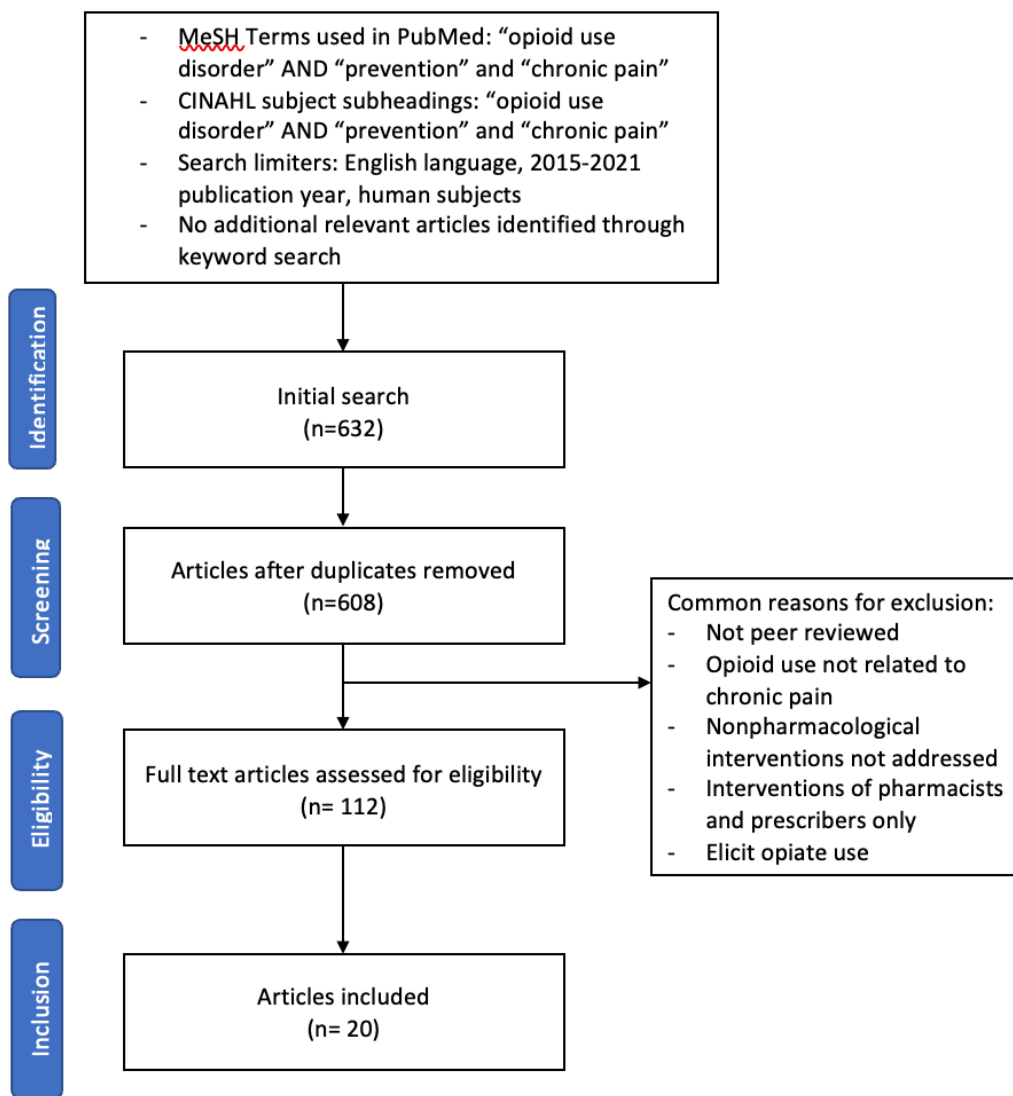 - MeSH Terms used in PubMed: “opioid use
disorder” AND “prevention” and “chronic pain”
- CINAHL subject subheadings: “opioid use
disorder” AND “prevention” and “chronic pain”
- Search limiters: English language, 2015-2021
publication year, human subjects
- No additional relevant articles identified through
keyword search
Identification
Initial search
(n=632)
Screening
Articles after duplicates removed
(n=608)
Common reasons for exclusion:
- Not peer reviewed
- Opioid use not related to
chronic pain
- Nonpharmacological
interventions not addressed
- Interventions of pharmacists
and prescribers only
- Elicit opiate use
Eligibility
Full text articles assessed for eligibility
(n= 112)
Inclusion
Articles included
(n= 20)